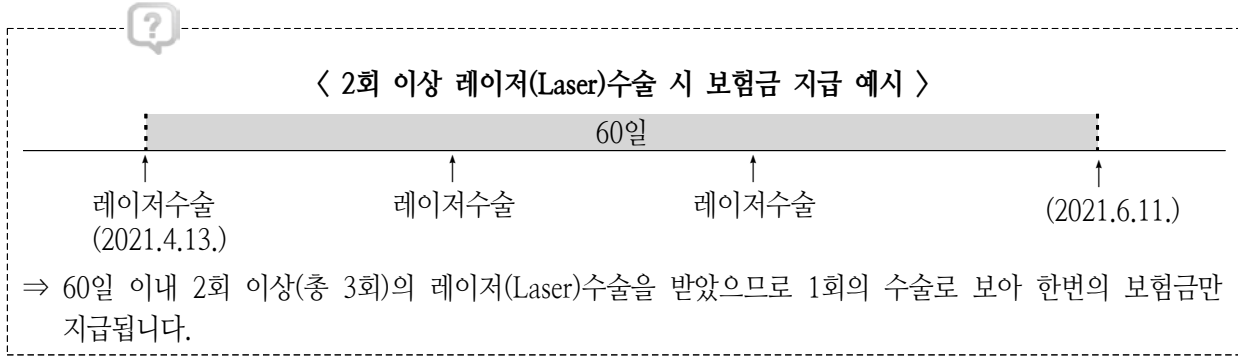 ?
〈 2회 이상 레이저(Laser)수술 시 보험금 지급 예시 〉
60일
레이저수술 레이저수술 레이저수술 (2021.6.11.)
(2021.4.13.)
⇒ 60일 이내 2회 이상(총 3회)의 레이저(Laser)수술을 받았으므로 1회의 수술로 보아 한번의 보험금만
지급됩니다.